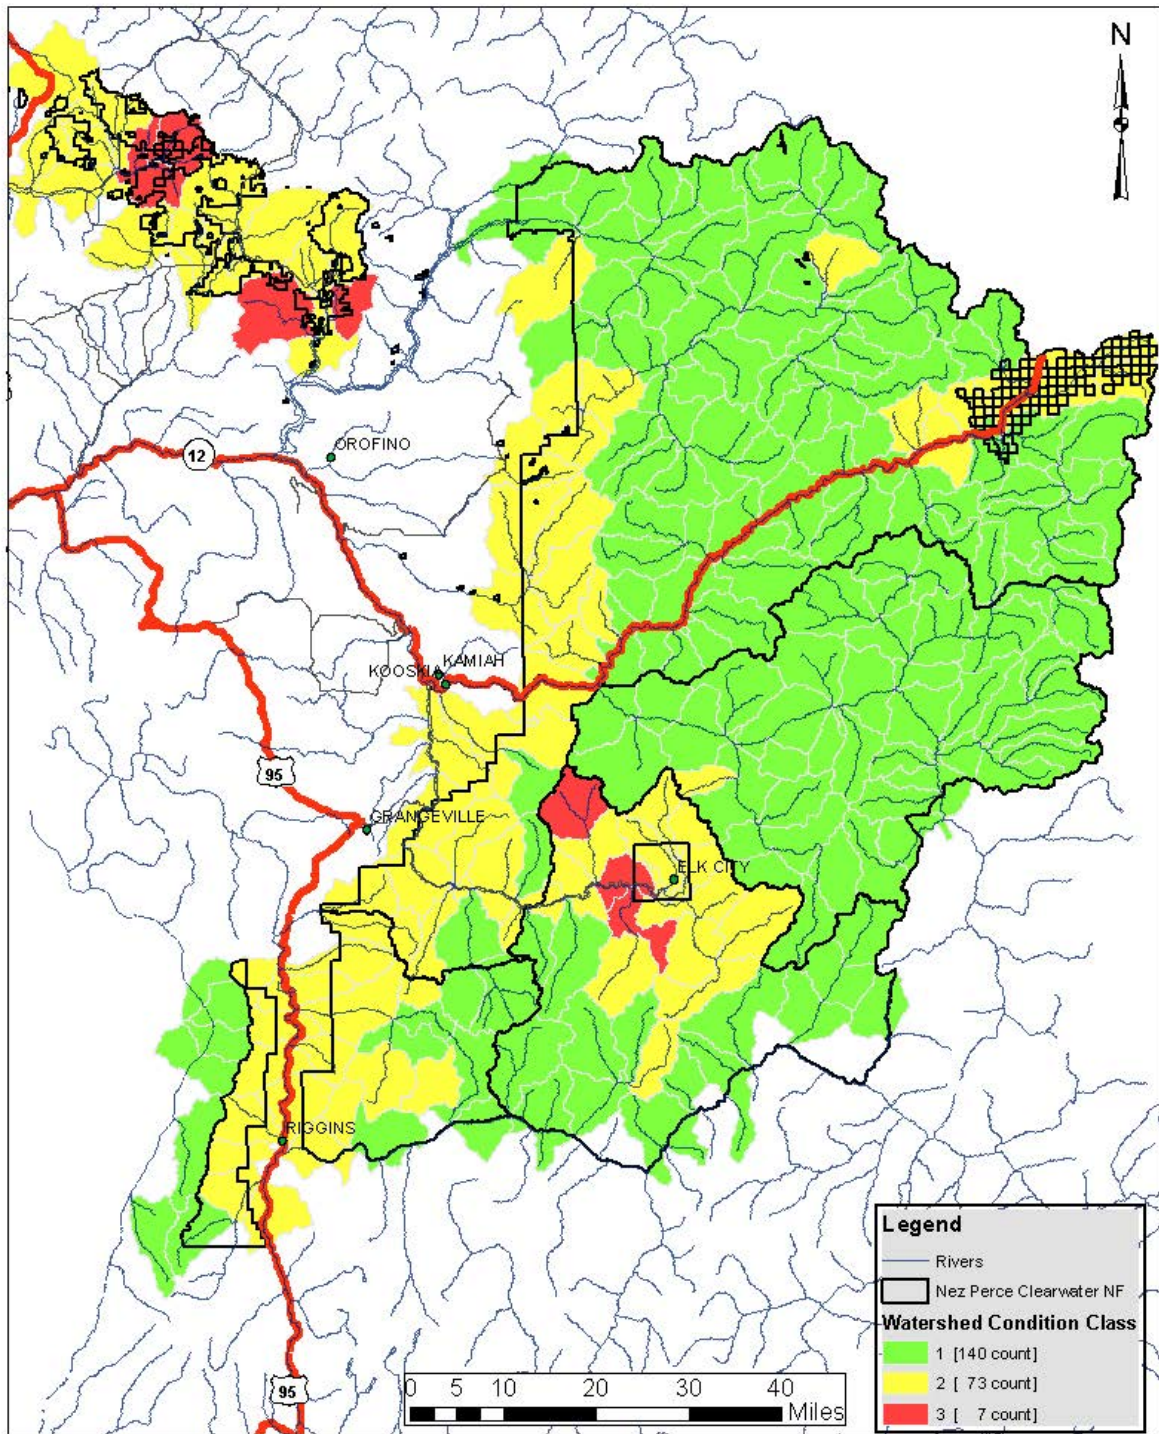 N
OROFINO
12
KAMIAH
KOOSKIA
95
GRANGEVILLE
ELK CITY
RIGGINS
Legend
Rivers
Nez Perce Clearwater NF
Watershed Condition Class
1 [140 count]
2 [ 73 count]
3 [ 7 count]
95
0 5 10 20 30 40
Miles